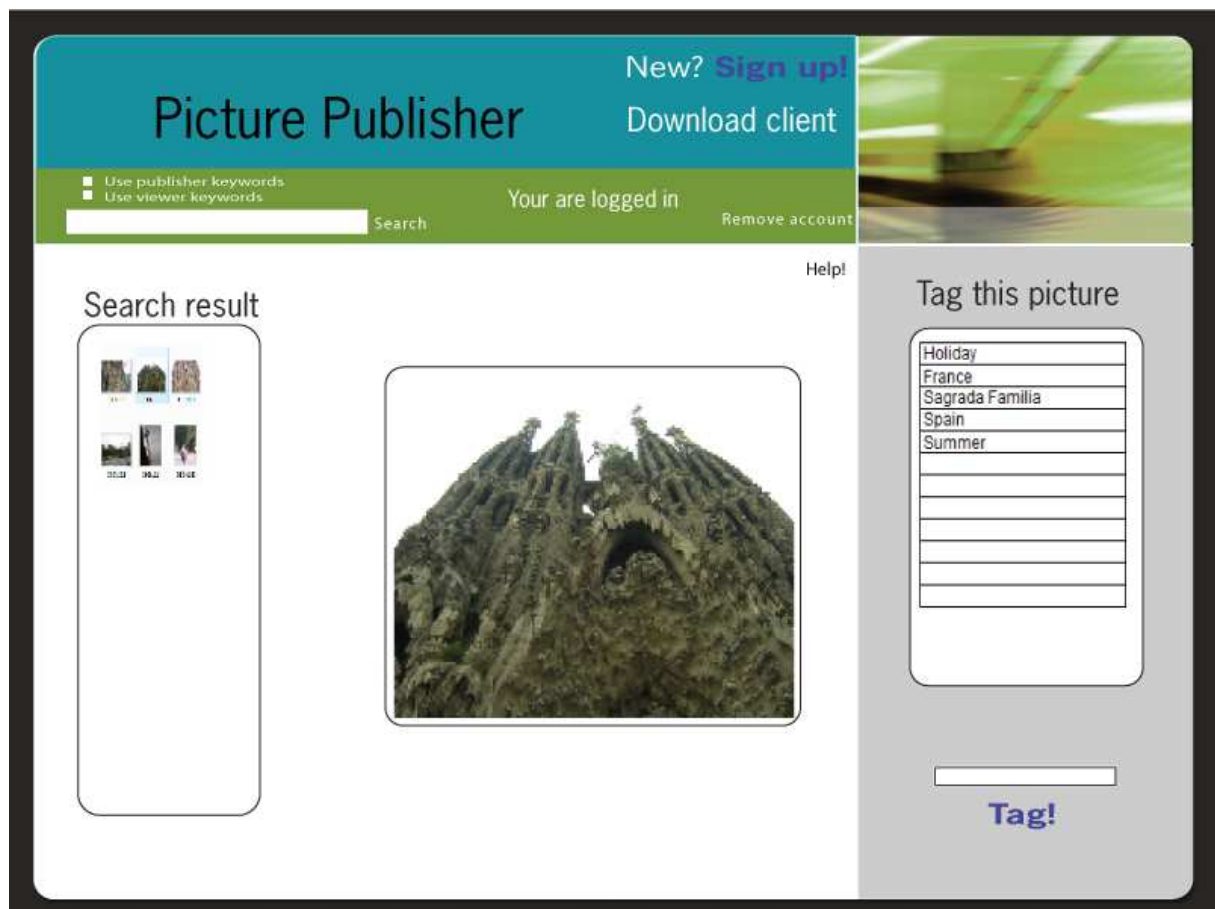 New? Sign up!
Picture Publisher
Download client
Use publisher keywords
Use viewer keywords
Your are logged in
Search
Remove account
Help!
Search result
Tag this picture
Holiday
France
Sagrada Familia
Spain
Summer
Tag!